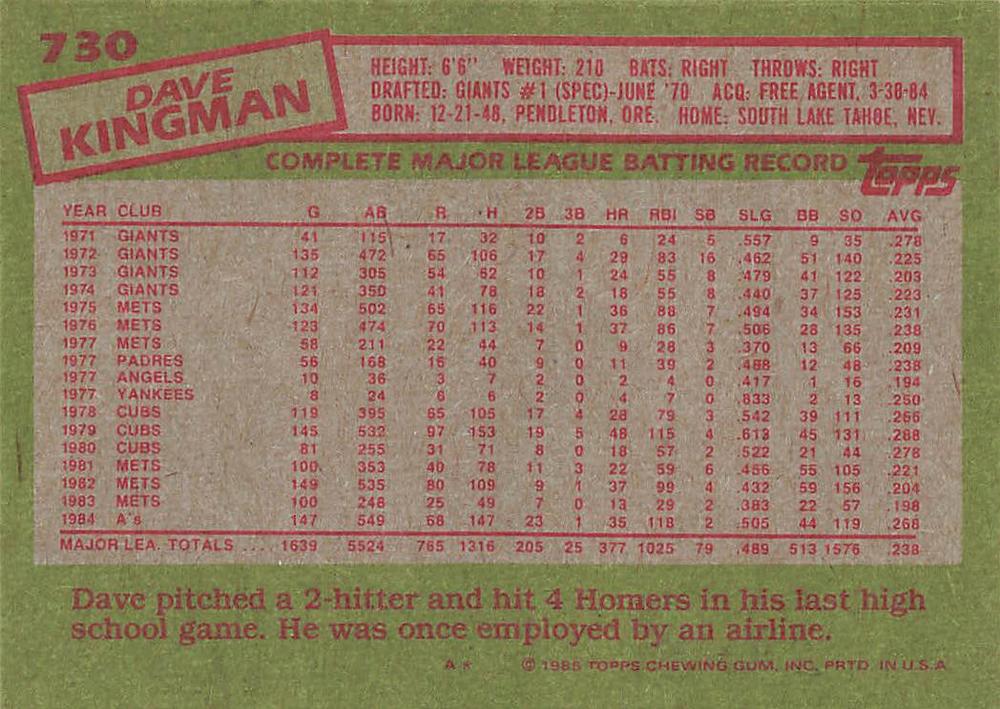 730
DAVE
KINGMAN
HEIGHT: 6'6" WEIGHT: 210 BATS: RIGHT THROWS: RIGHT
DRAFTED: GIANTS #1 (SPEC)-JUNE '70 ACQ: FREE AGENT, 3-30-84
BORN: 12-21-48, PENDLETON, ORE. HOME: SOUTH LAKE TAHOE, NEV.
COMPLETE MAJOR LEAGUE BATTING RECORD topps
YEAR CLUB G AB R H 2B 3B HR RBI SB SLG BB SO AVG
1971 GIANTS 41 115 17 32 10 2 6 24 5 .557 9 35 .278
1972 GIANTS 135 472 65 106 17 4 29 83 16 .462 51 140 .225
1973 GIANTS 112 305 54 62 10 1 24 55 8 .479 41 122 .203
1974 GIANTS 121 350 41 78 18 2 18 55 8 .440 37 125 .223
1975 METS 134 502 65 116 22 1 36 88 7 .494 34 153 .231
1976 METS 123 474 70 113 14 1 37 86 7 .506 28 135 .238
1977 METS 58 211 22 44 7 0 9 28 3 .370 13 66 .209
1977 PADRES 56 168 16 40 9 0 11 39 2 .488 12 48 .238
1977 ANGELS 10 36 3 7 2 0 2 4 0 .417 1 16 .194
1977 YANKEES 8 24 6 6 2 0 4 7 0 .833 2 13 .250
1978 CUBS 119 395 65 105 17 4 28 79 3 .542 39 111 .266
1979 CUBS 145 532 97 153 19 5 48 115 4 .613 45 131 .288
1980 CUBS 81 255 31 71 8 0 18 57 2 .522 21 44 .278
1981 METS 100 353 40 78 11 3 22 59 6 .456 55 105 .221
1982 METS 149 535 80 109 9 1 37 99 4 .432 59 156 .204
1983 METS 100 248 25 49 7 0 13 29 2 .383 22 57 .198
1984 A's 147 549 68 147 23 1 35 118 2 .505 44 119 .268
MAJOR LEA. TOTALS .... 1639 5524 765 1316 205 25 377 1025 79 .489 513 1576 .238
Dave pitched a 2-hitter and hit 4 Homers in his last high
school game. He was once employed by an airline.
A* © 1985 TOPPS CHEWING GUM, INC. PRTD. IN U.S.A.